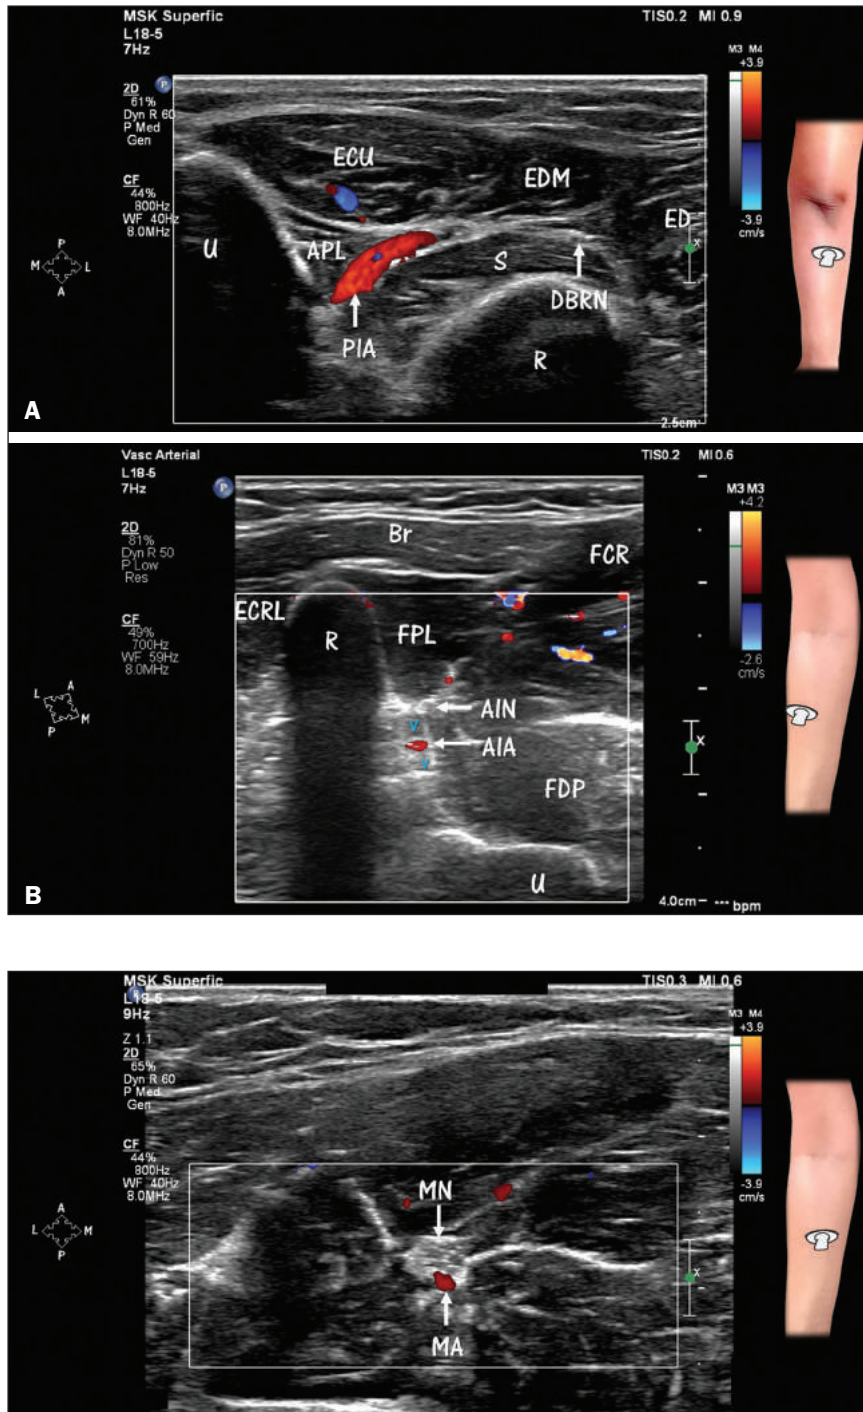 MSK Superfic
TIS0.2 MI 0.9
L18-5
7Hz
M3 M4
+3.9
2D
61%
Dyn R 60
P Med
Gen
P
CF
44%
800Hz
WF 40Hz
8.0MHz
-3.9
cm/s
ECU
EDM
ED
U
APL
S
DBRN
PIA
R
x
P
M L
A
2.5cm
A
Vasc Arterial
TIS0.2 MI 0.6
L18-5
7Hz
P
M3 M3
+4.2
2D
81%
Dyn R 50
P Low
Res
CF
49%
700Hz
WF 59Hz
8.0MHz
-2.6
cm/s
Br
FCR
ECRL
R
FPL
AIN
V
AIA
V
FDP
U
x
L A
P M
4.0cm
bpm
B
MSK Superfic
TIS0.3 MI 0.6
L18-5
9Hz
M3 M4
+3.9
Z 1.1
2D
65%
Dyn R 60
P Med
Gen
CF
44%
800Hz
WF 40Hz
8.0MHz
-3.9
cm/s
MN
MA
x
A
L M
P